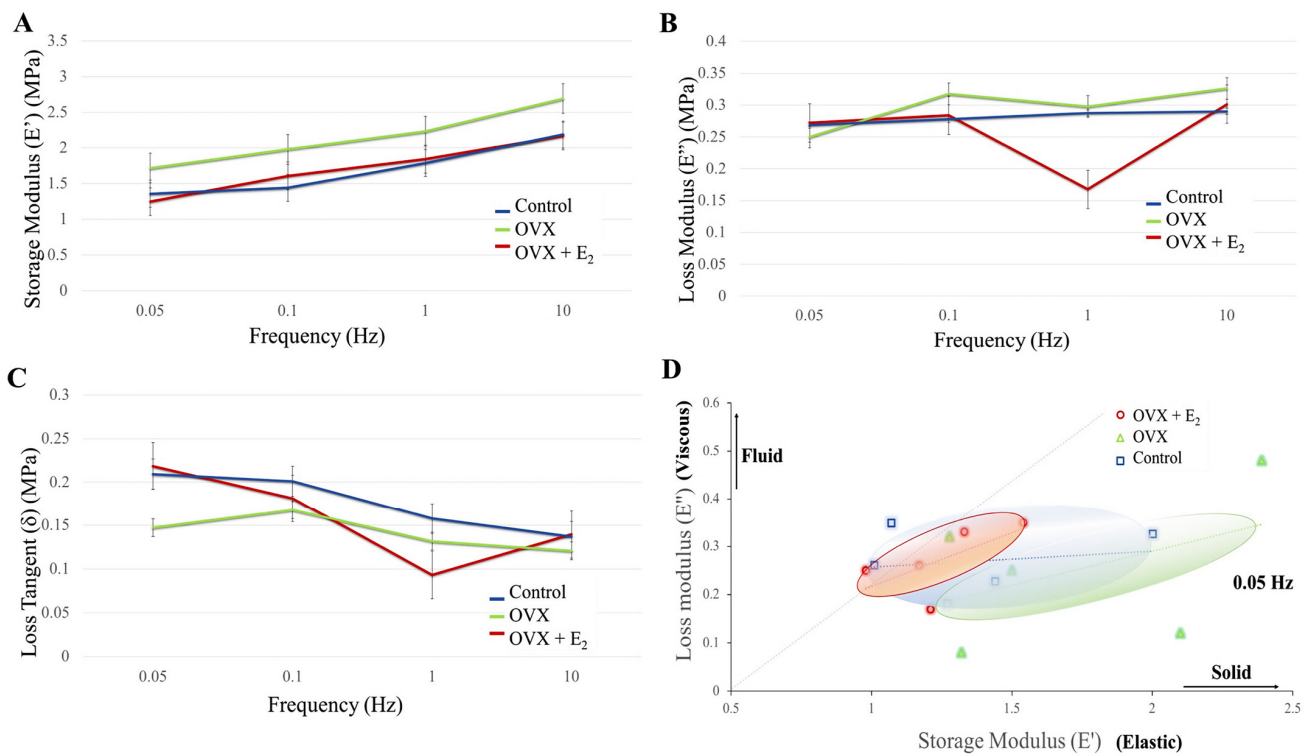 A
Storage Modulus (E’) (MPa)
3.5
3
2.5
2
1.5
1
0.5
0
0.05 0.1 1 10
Frequency (Hz)
Control
OVX
OVX + E₂
B
Loss Modulus (E”) (MPa)
0.4
0.35
0.3
0.25
0.2
0.15
0.1
0.05
0
0.05 0.1 1 10
Frequency (Hz)
Control
OVX
OVX + E₂
C
Loss Tangent (δ) (MPa)
0.3
0.25
0.2
0.15
0.1
0.05
0
0.05 0.1 1 10
Frequency (Hz)
Control
OVX
OVX + E₂
D
Loss modulus (E") (Viscous)
0.6
0.5
0.4
0.3
0.2
0.1
0
Fluid
OVX + E₂
OVX
Control
0.05 Hz
Solid
0.5 1 1.5 2 2.5
Storage Modulus (E') (Elastic)